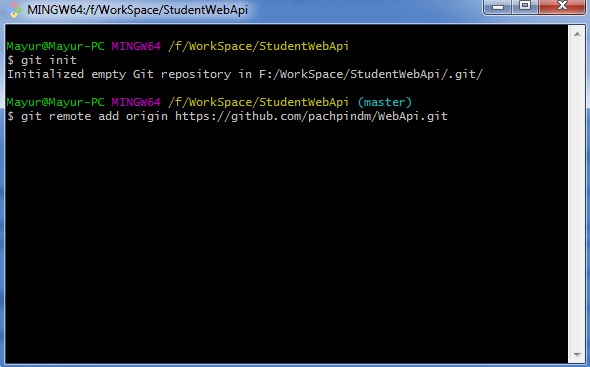 MINGW64:/f/WorkSpace/StudentWebApi
Mayur@Mayur-PC MINGW64 /f/WorkSpace/StudentWebApi
$ git init
Initialized empty Git repository in F:/WorkSpace/StudentWebApi/.git/
Mayur@Mayur-PC MINGW64 /f/WorkSpace/StudentWebApi (master)
$ git remote add origin https://github.com/pachpindm/WebApi.git